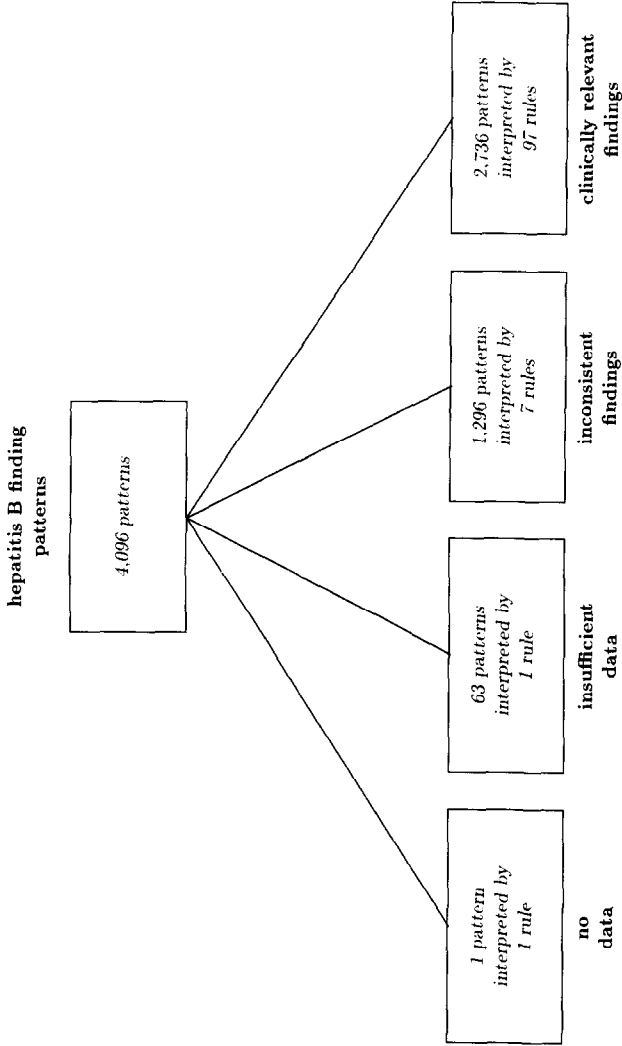 hepatitis B finding
patterns
4,096 patterns
1 pattern
interpreted by
1 rule
no
data
63 patterns
interpreted by
1 rule
insufficient
data
1,296 patterns
interpreted by
7 rules
inconsistent
findings
2,736 patterns
interpreted by
97 rules
clinically relevant
findings